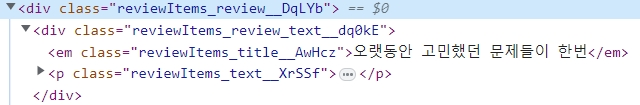 ▼<div class="reviewItems_review__DqLYb"> == $0
▼<div class="reviewItems_review_text__dq0kE">
<em class="reviewItems_title__AwHcz">오랫동안 고민했던 문제들이 한번</em>
▶<p class="reviewItems_text__XrSSf">…</p>
</div>